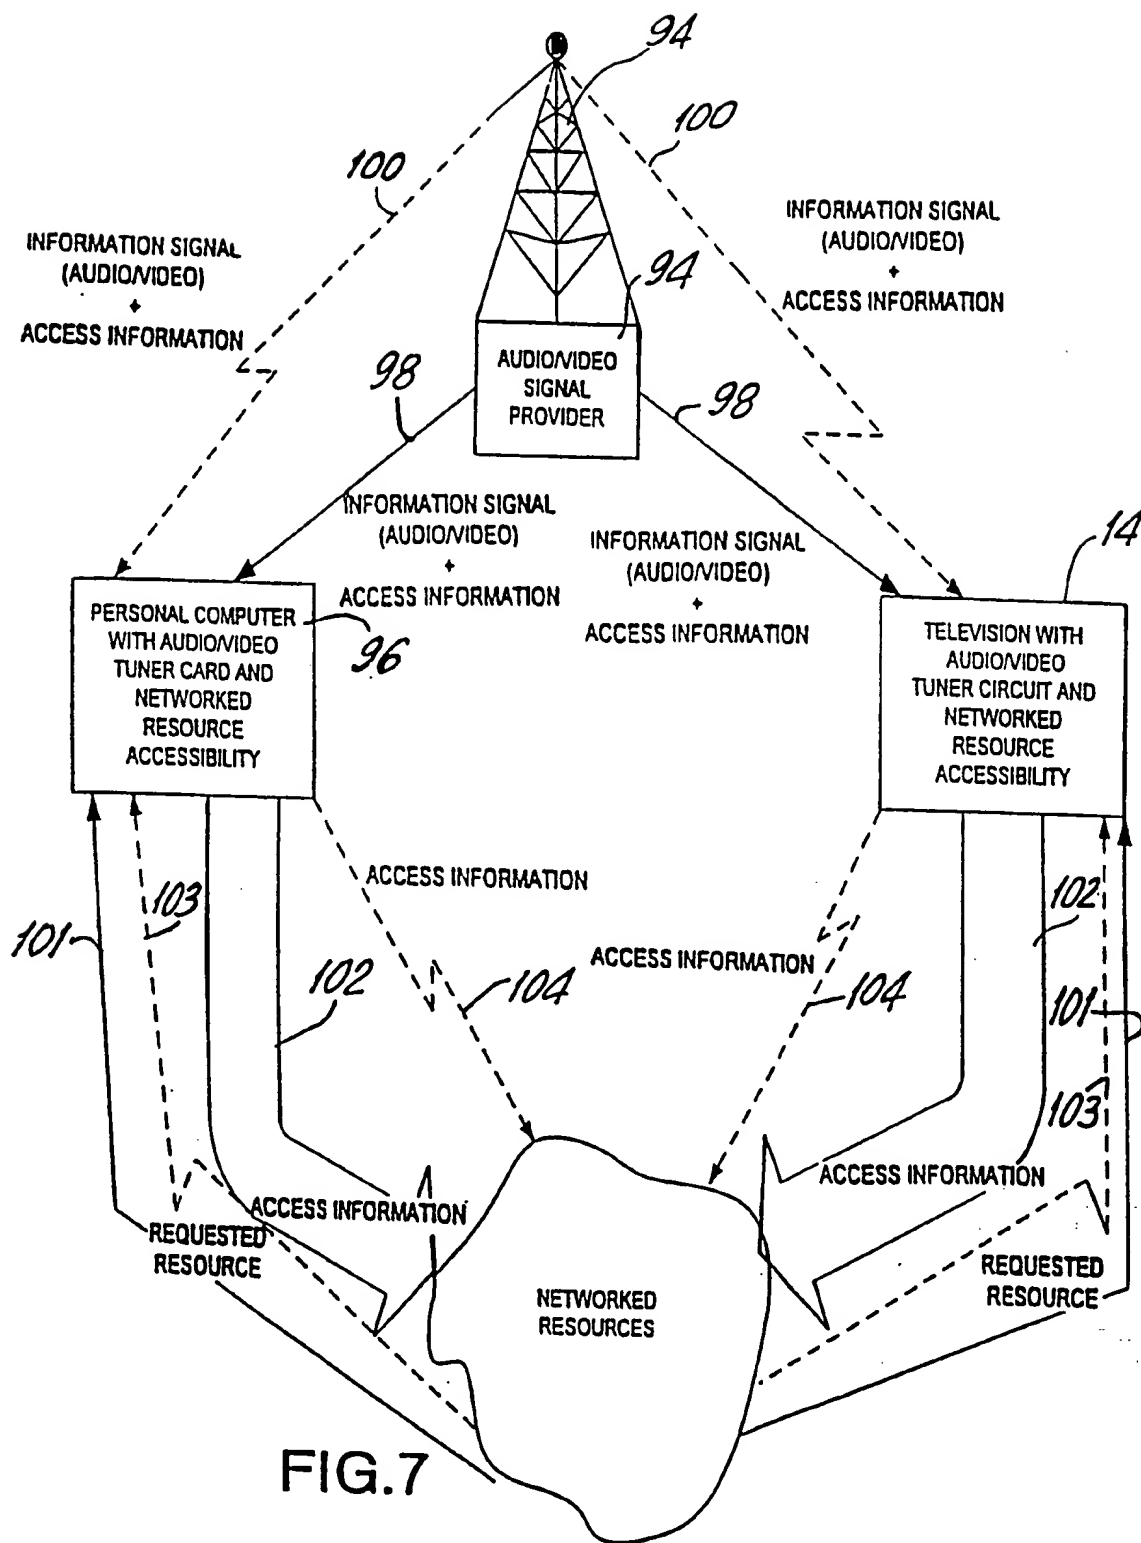 94
100
100
INFORMATION SIGNAL
(AUDIO/VIDEO)
+
ACCESS INFORMATION
INFORMATION SIGNAL
(AUDIO/VIDEO)
+
ACCESS INFORMATION
94
AUDIO/VIDEO
SIGNAL
PROVIDER
98
98
INFORMATION SIGNAL
(AUDIO/VIDEO)
+
ACCESS INFORMATION
INFORMATION SIGNAL
(AUDIO/VIDEO)
+
ACCESS INFORMATION
14
PERSONAL COMPUTER
WITH AUDIO/VIDEO
TUNER CARD AND
NETWORKED
RESOURCE
ACCESSIBILITY
96
TELEVISION WITH
AUDIO/VIDEO
TUNER CIRCUIT AND
NETWORKED
RESOURCE
ACCESSIBILITY
ACCESS INFORMATION
103
101
102
104
ACCESS INFORMATION
104
102
101
103
ACCESS INFORMATION
REQUESTED
RESOURCE
ACCESS INFORMATION
REQUESTED
RESOURCE
NETWORKED
RESOURCES
FIG.7